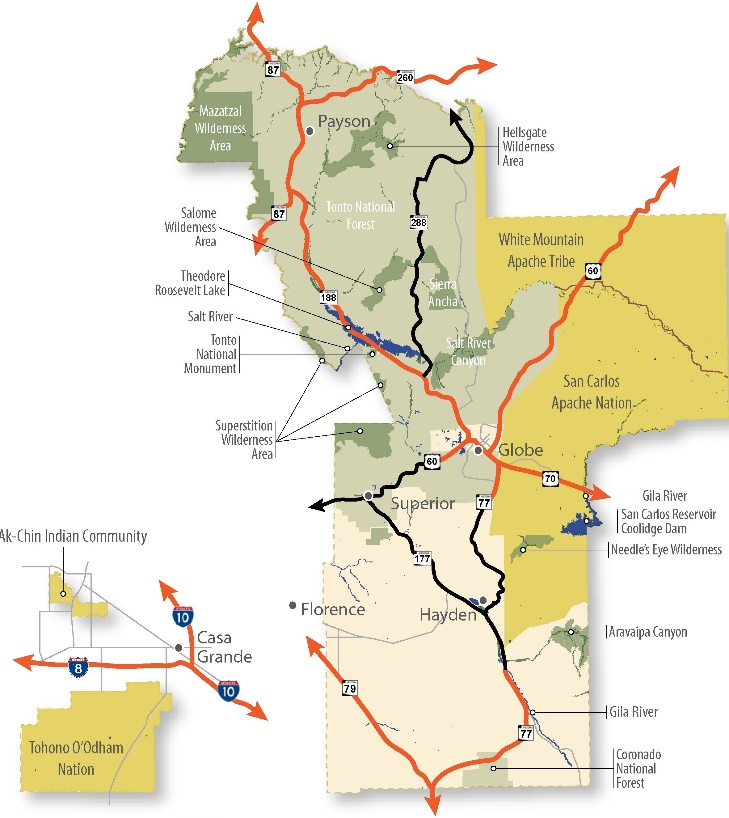 87
260
Mazatzal
Wilderness
Area
Payson
Hellsgate
Wilderness
Area
Salome
Wilderness
Area
87
Tonto National
Forest
288
White Mountain
Apache Tribe
60
Theodore
Roosevelt Lake
188
Sierra
Ancha
Salt River
Tonto
National
Monument
Salt River
Canyon
San Carlos
Apache Nation
Superstition
Wilderness
Area
Globe
60
70
Superior
77
Gila River
San Carlos Reservoir
Coolidge Dam
Ak-Chin Indian Community
Needle's Eye Wilderness
177
Florence
Hayden
10
Casa
Grande
Aravaipa Canyon
8
10
79
Gila River
77
Tohono O'Odham
Nation
Coronado
National
Forest